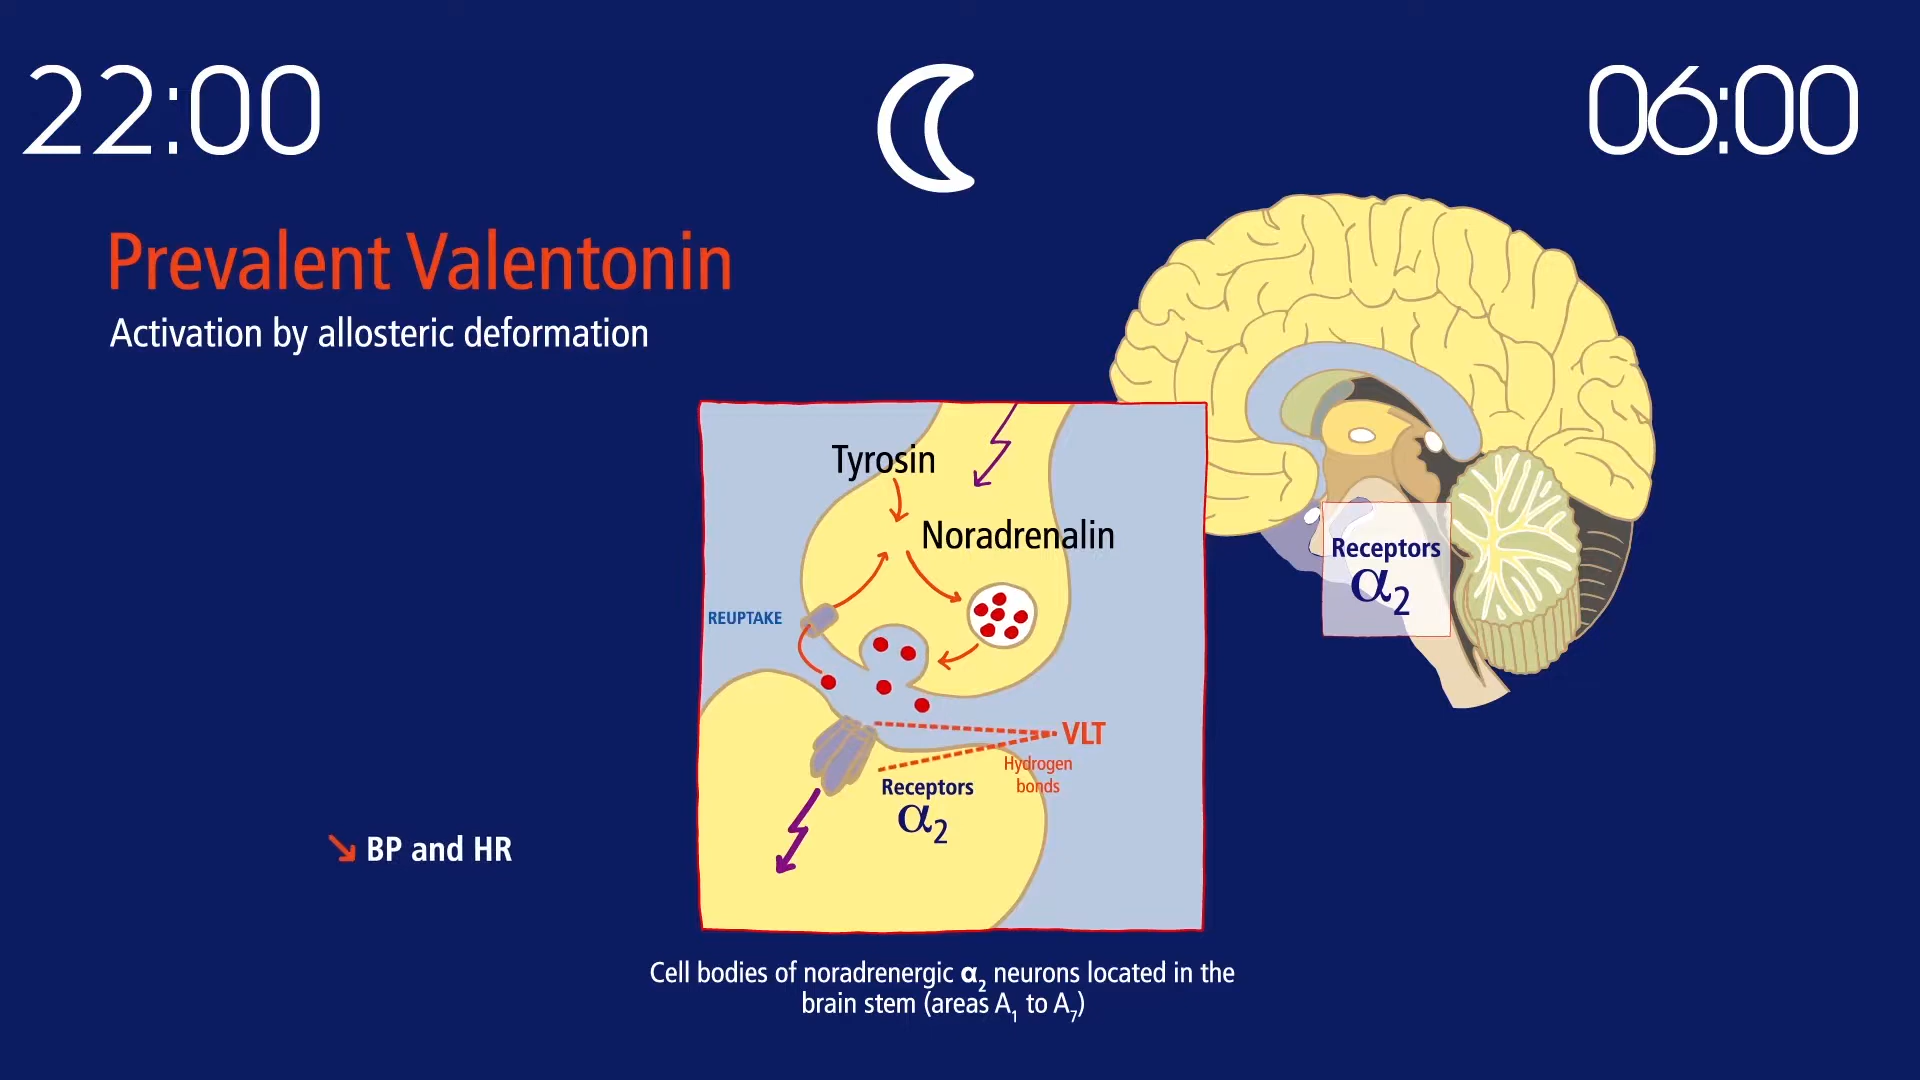 22:00
06:00
Prevalent Valentonin
Activation by allosteric deformation
Tyrosin
Noradrenalin
REUPTAKE
VLT
Hydrogen
bonds
Receptors
α₂
Receptors
α₂
↘ BP and HR
Cell bodies of noradrenergic α₂ neurons located in the
brain stem (areas A₁ to A₇)